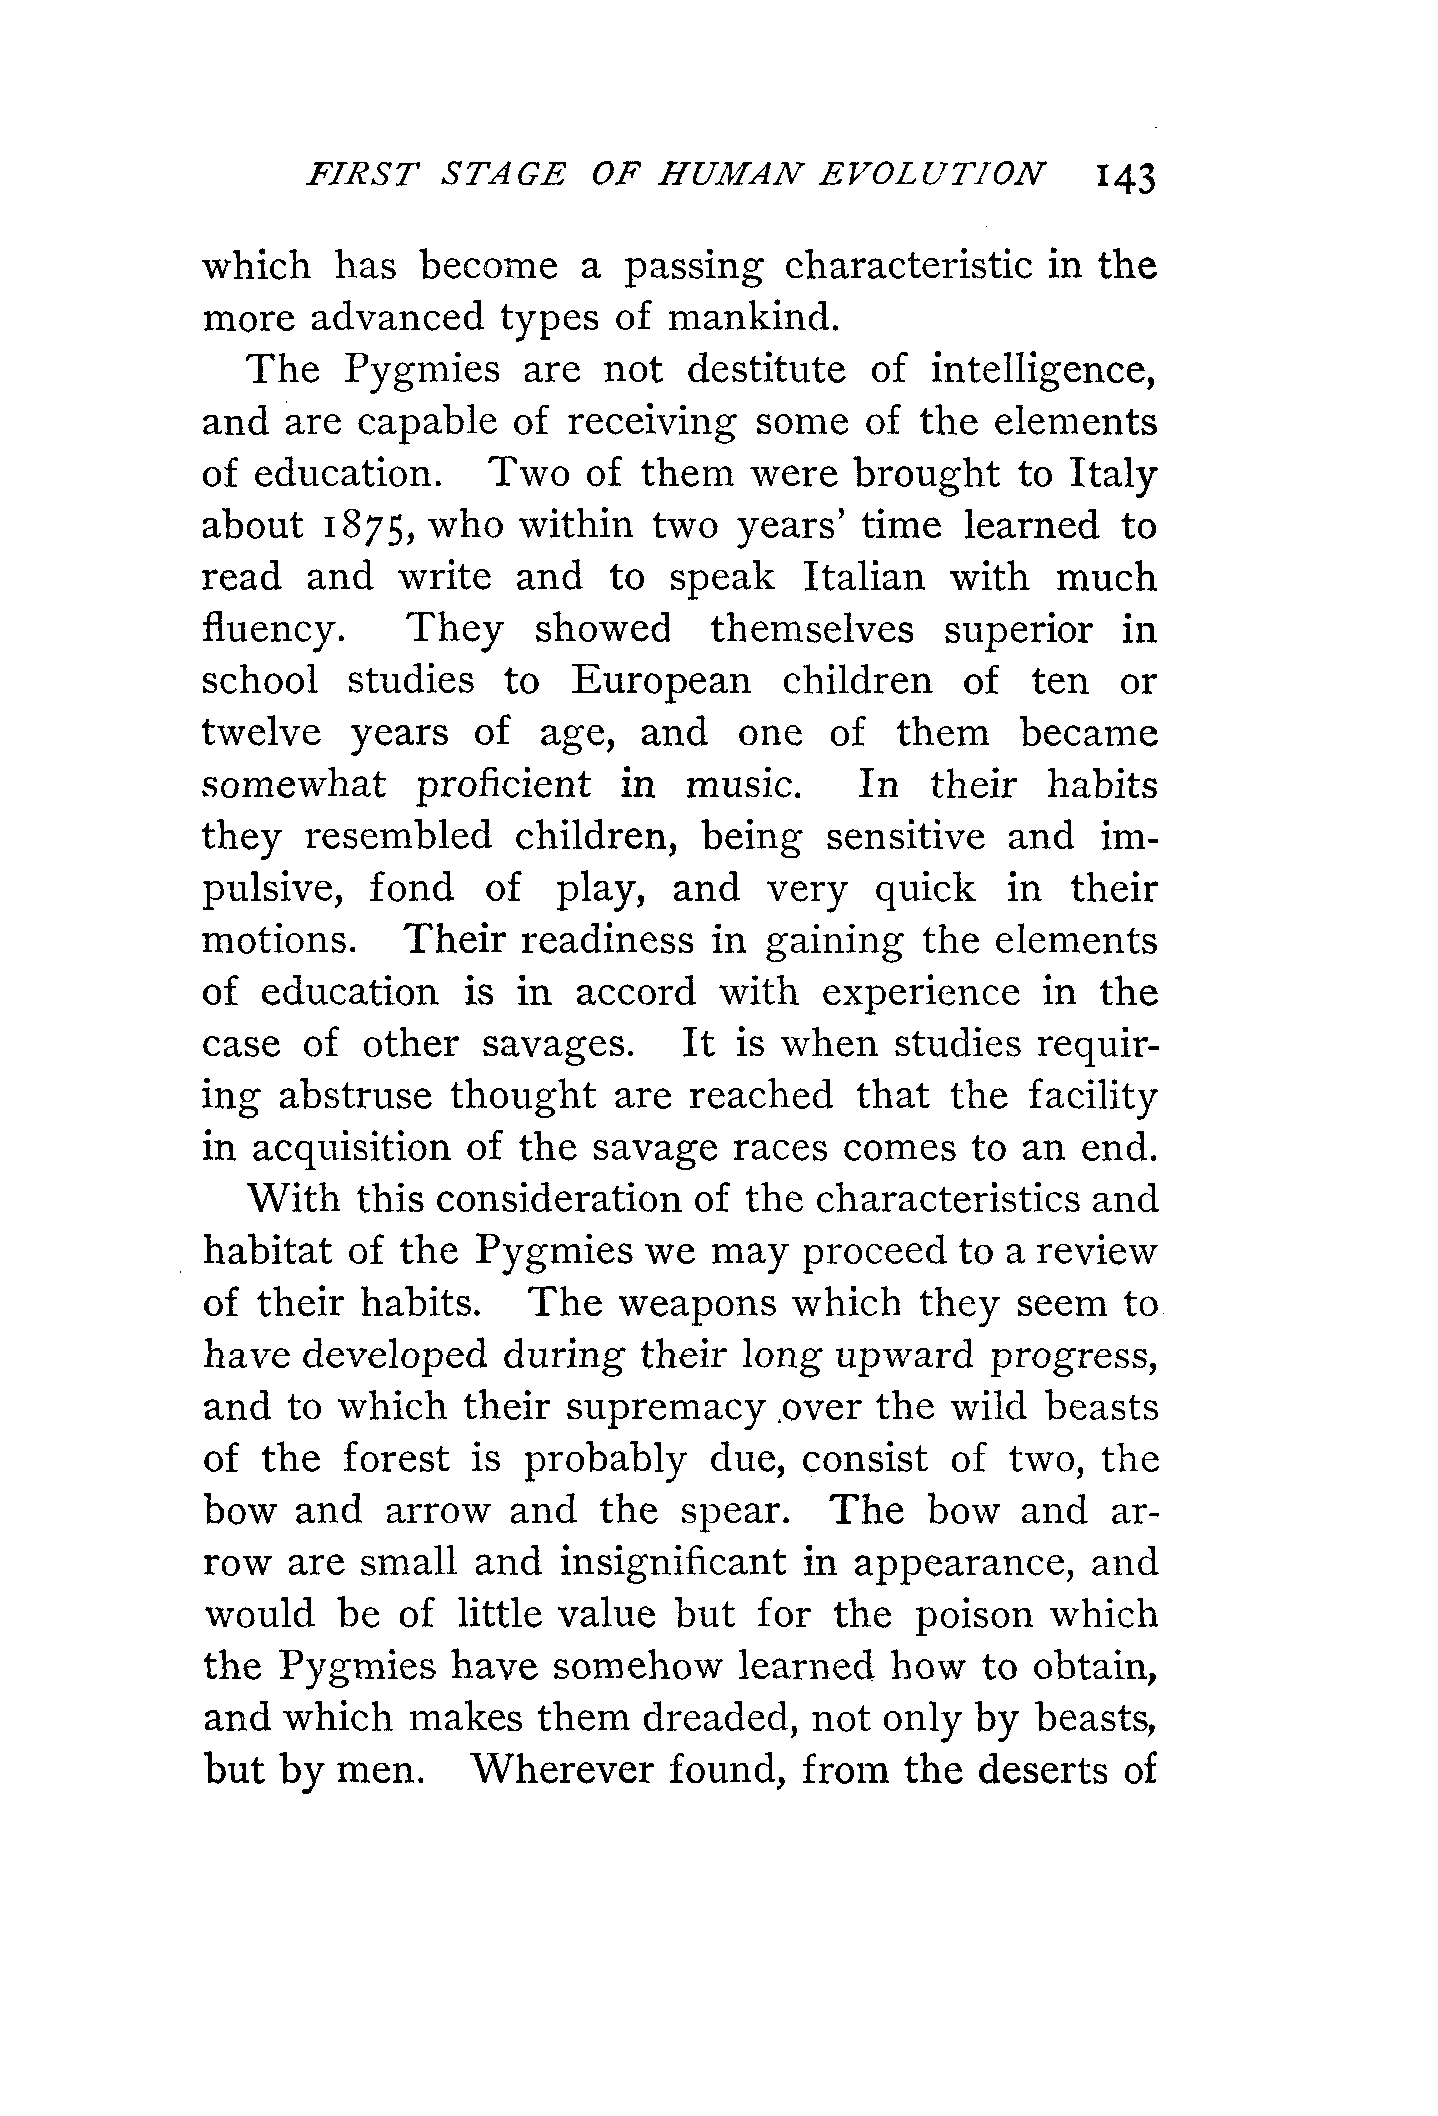 FIRST STAGE OF HUMAN EVOLUTION 143
which has become a passing characteristic in the
more advanced types of mankind.
The Pygmies are not destitute of intelligence,
and are capable of receiving some of the elements
of education. Two of them were brought to Italy
about 1875, who within two years' time learned to
read and write and to speak Italian with much
fluency. They showed themselves superior in
school studies to European children of ten or
twelve years of age, and one of them became
somewhat proficient in music. In their habits
they resembled children, being sensitive and im-
pulsive, fond of play, and very quick in their
motions. Their readiness in gaining the elements
of education is in accord with experience in the
case of other savages. It is when studies requir-
ing abstruse thought are reached that the facility
in acquisition of the savage races comes to an end.
With this consideration of the characteristics and
habitat of the Pygmies we may proceed to a review
of their habits. The weapons which they seem to
have developed during their long upward progress,
and to which their supremacy over the wild beasts
of the forest is probably due, consist of two, the
bow and arrow and the spear. The bow and ar-
row are small and insignificant in appearance, and
would be of little value but for the poison which
the Pygmies have somehow learned how to obtain,
and which makes them dreaded, not only by beasts,
but by men. Wherever found, from the deserts of